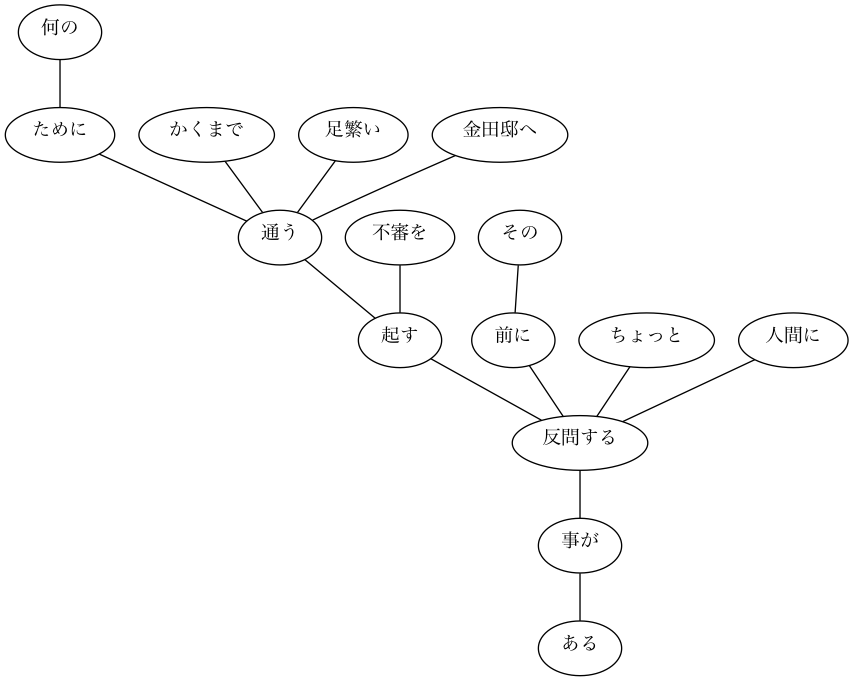 何の
ために
かくまで
足繁い
金田邸へ
通う
不審を
その
起す
前に
ちょっと
人間に
反問する
事が
ある